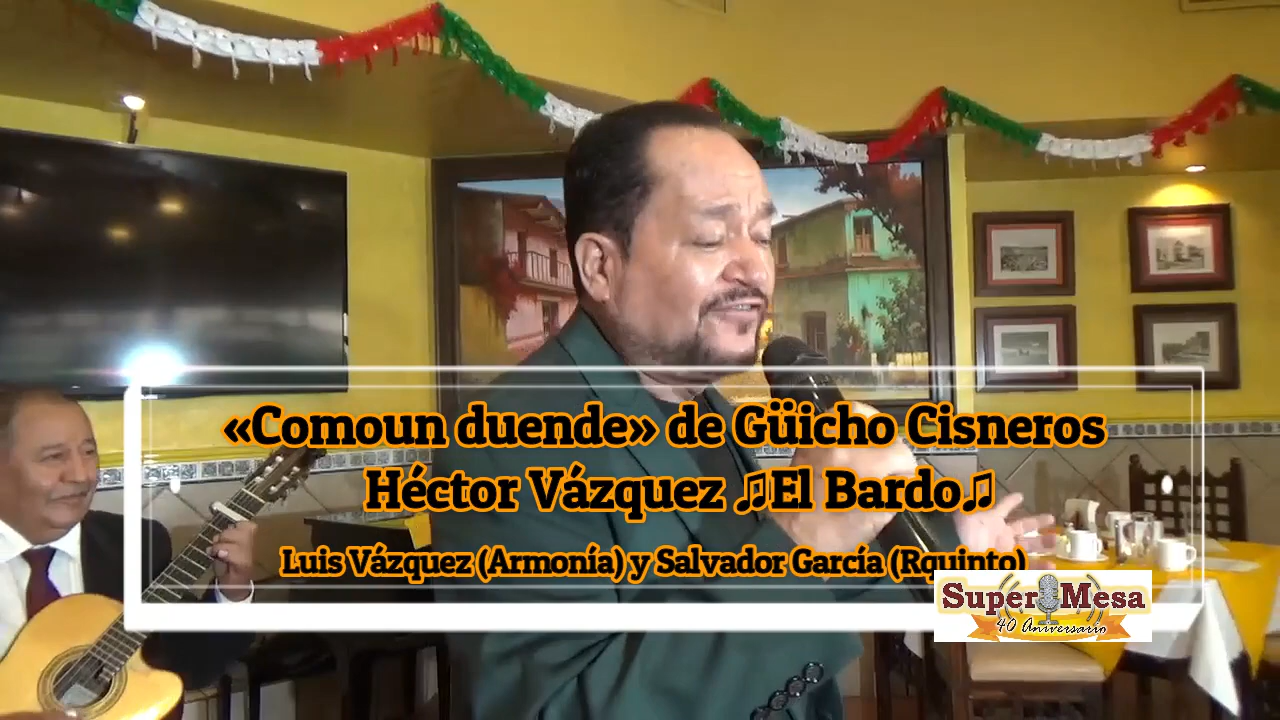 «Comoun duende» de Güicho Cisneros
Héctor Vázquez ♫El Bardo♫
Luis Vázquez (Armonía) y Salvador García (Rquinto)
Super Mesa
40 Aniversario